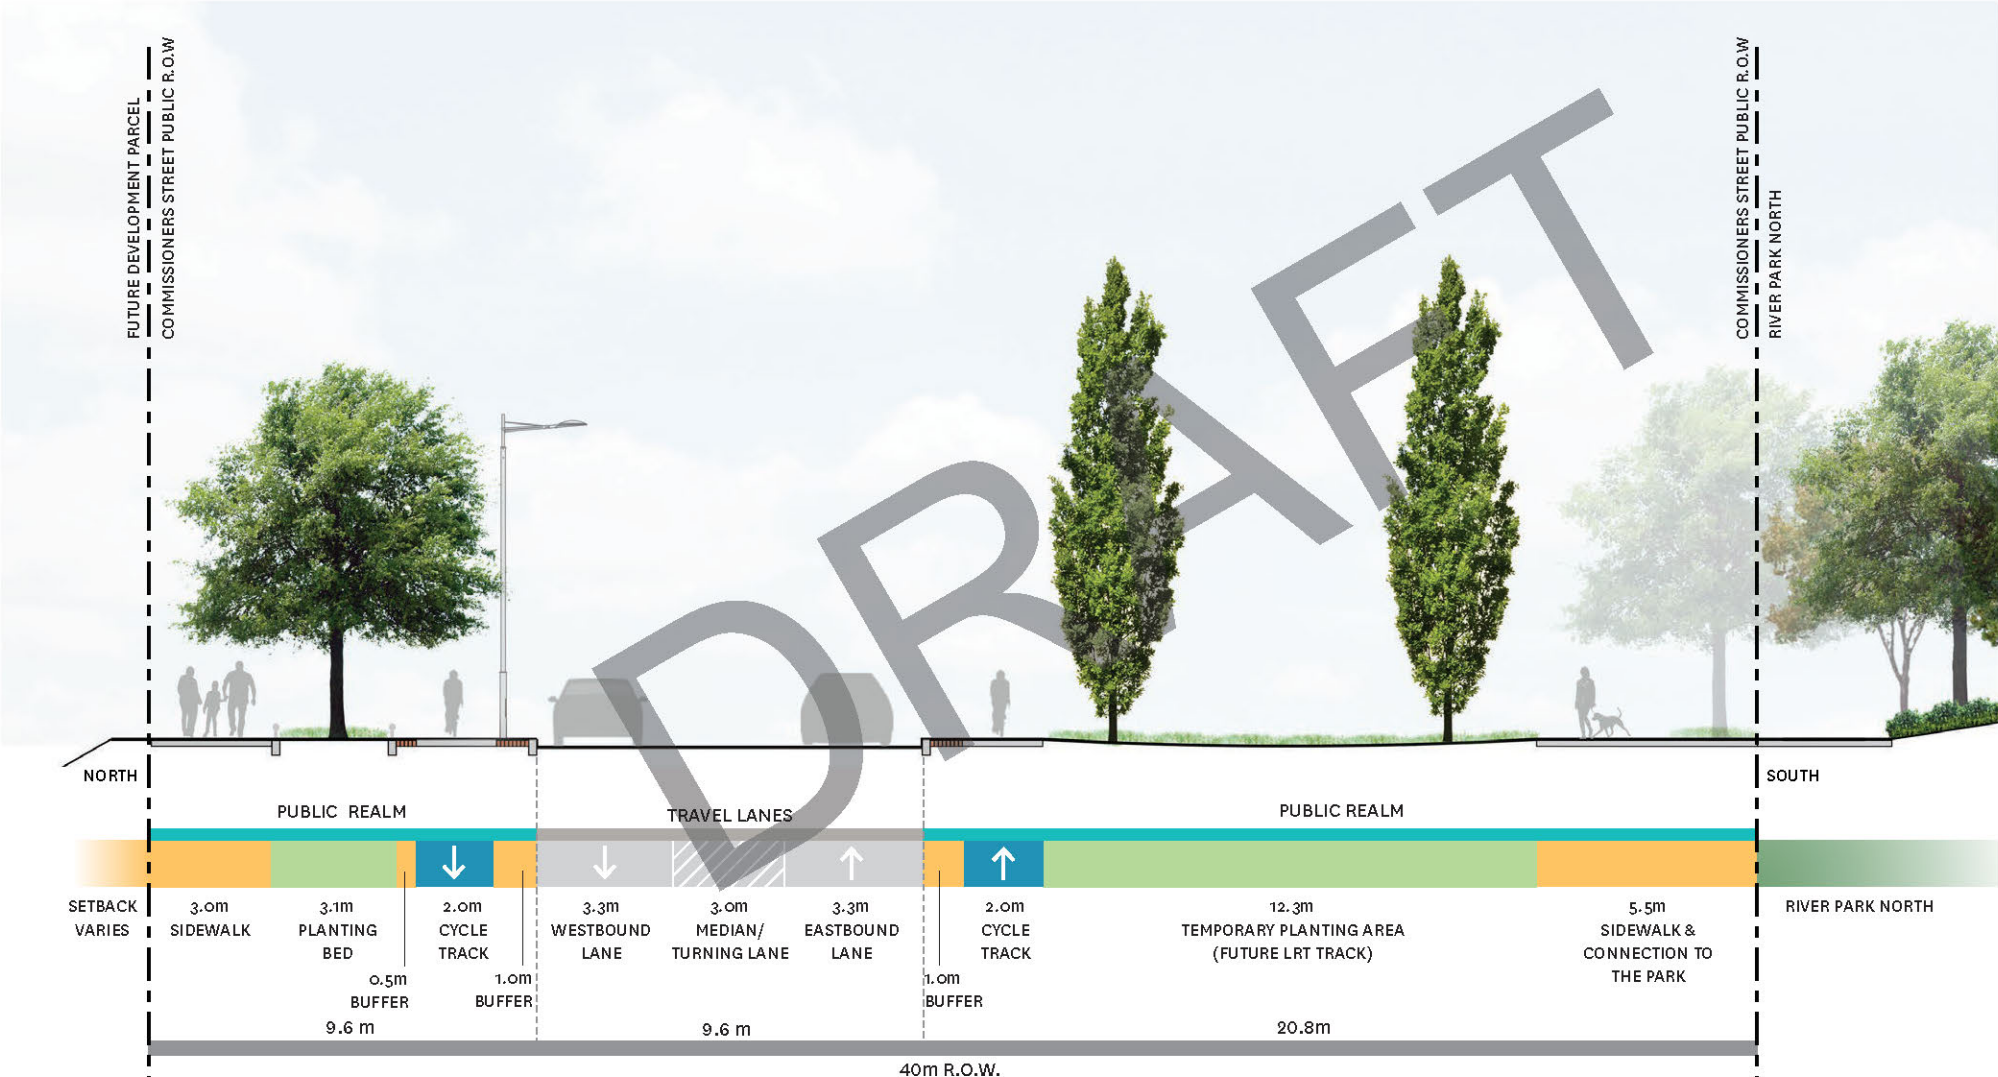 FUTURE DEVELOPMENT PARCEL
COMMISSIONERS STREET PUBLIC R.O.W
COMMISSIONERS STREET PUBLIC R.O.W
RIVER PARK NORTH
DRAFT
NORTH
SOUTH
PUBLIC REALM
TRAVEL LANES
PUBLIC REALM
SETBACK
VARIES
3.0m
SIDEWALK
3.1m
PLANTING
BED
0.5m
BUFFER
2.0m
CYCLE
TRACK
1.0m
BUFFER
3.3m
WESTBOUND
LANE
3.0m
MEDIAN/
TURNING LANE
3.3m
EASTBOUND
LANE
1.0m
BUFFER
2.0m
CYCLE
TRACK
12.3m
TEMPORARY PLANTING AREA
(FUTURE LRT TRACK)
5.5m
SIDEWALK &
CONNECTION TO
THE PARK
RIVER PARK NORTH
9.6 m
9.6 m
20.8m
40m R.O.W.